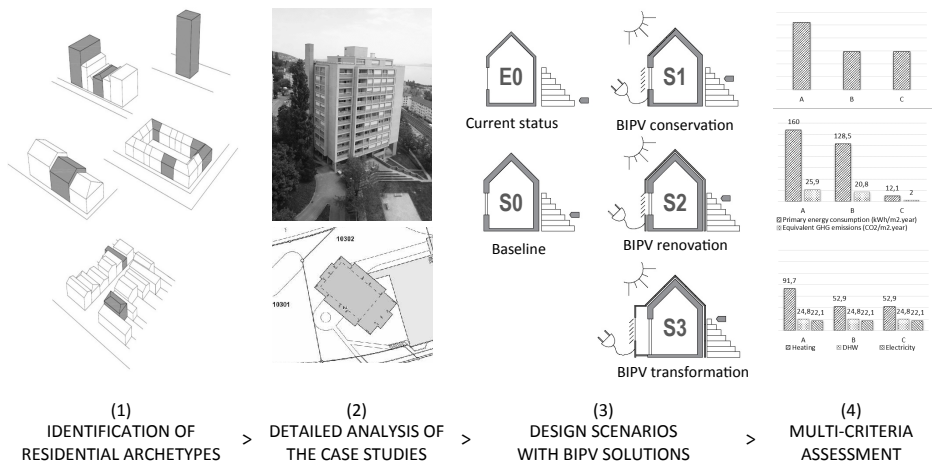 E0
Current status
S0
Baseline
S1
BIPV conservation
S2
BIPV renovation
S3
BIPV transformation
10302
10301
A B C
160
128,5
25,9
20,8
12,1
2
A B C
Primary energy consumption (kWh/m2.year)
Equivalent GHG emissions (CO2/m2.year)
91,7
52,9 52,9
24,8 22,1 24,8 22,1 24,8 22,1
A B C
Heating DHW Electricity
(1)
IDENTIFICATION OF
RESIDENTIAL ARCHETYPES
>
(2)
DETAILED ANALYSIS OF
THE CASE STUDIES
>
(3)
DESIGN SCENARIOS
WITH BIPV SOLUTIONS
>
(4)
MULTI-CRITERIA
ASSESSMENT